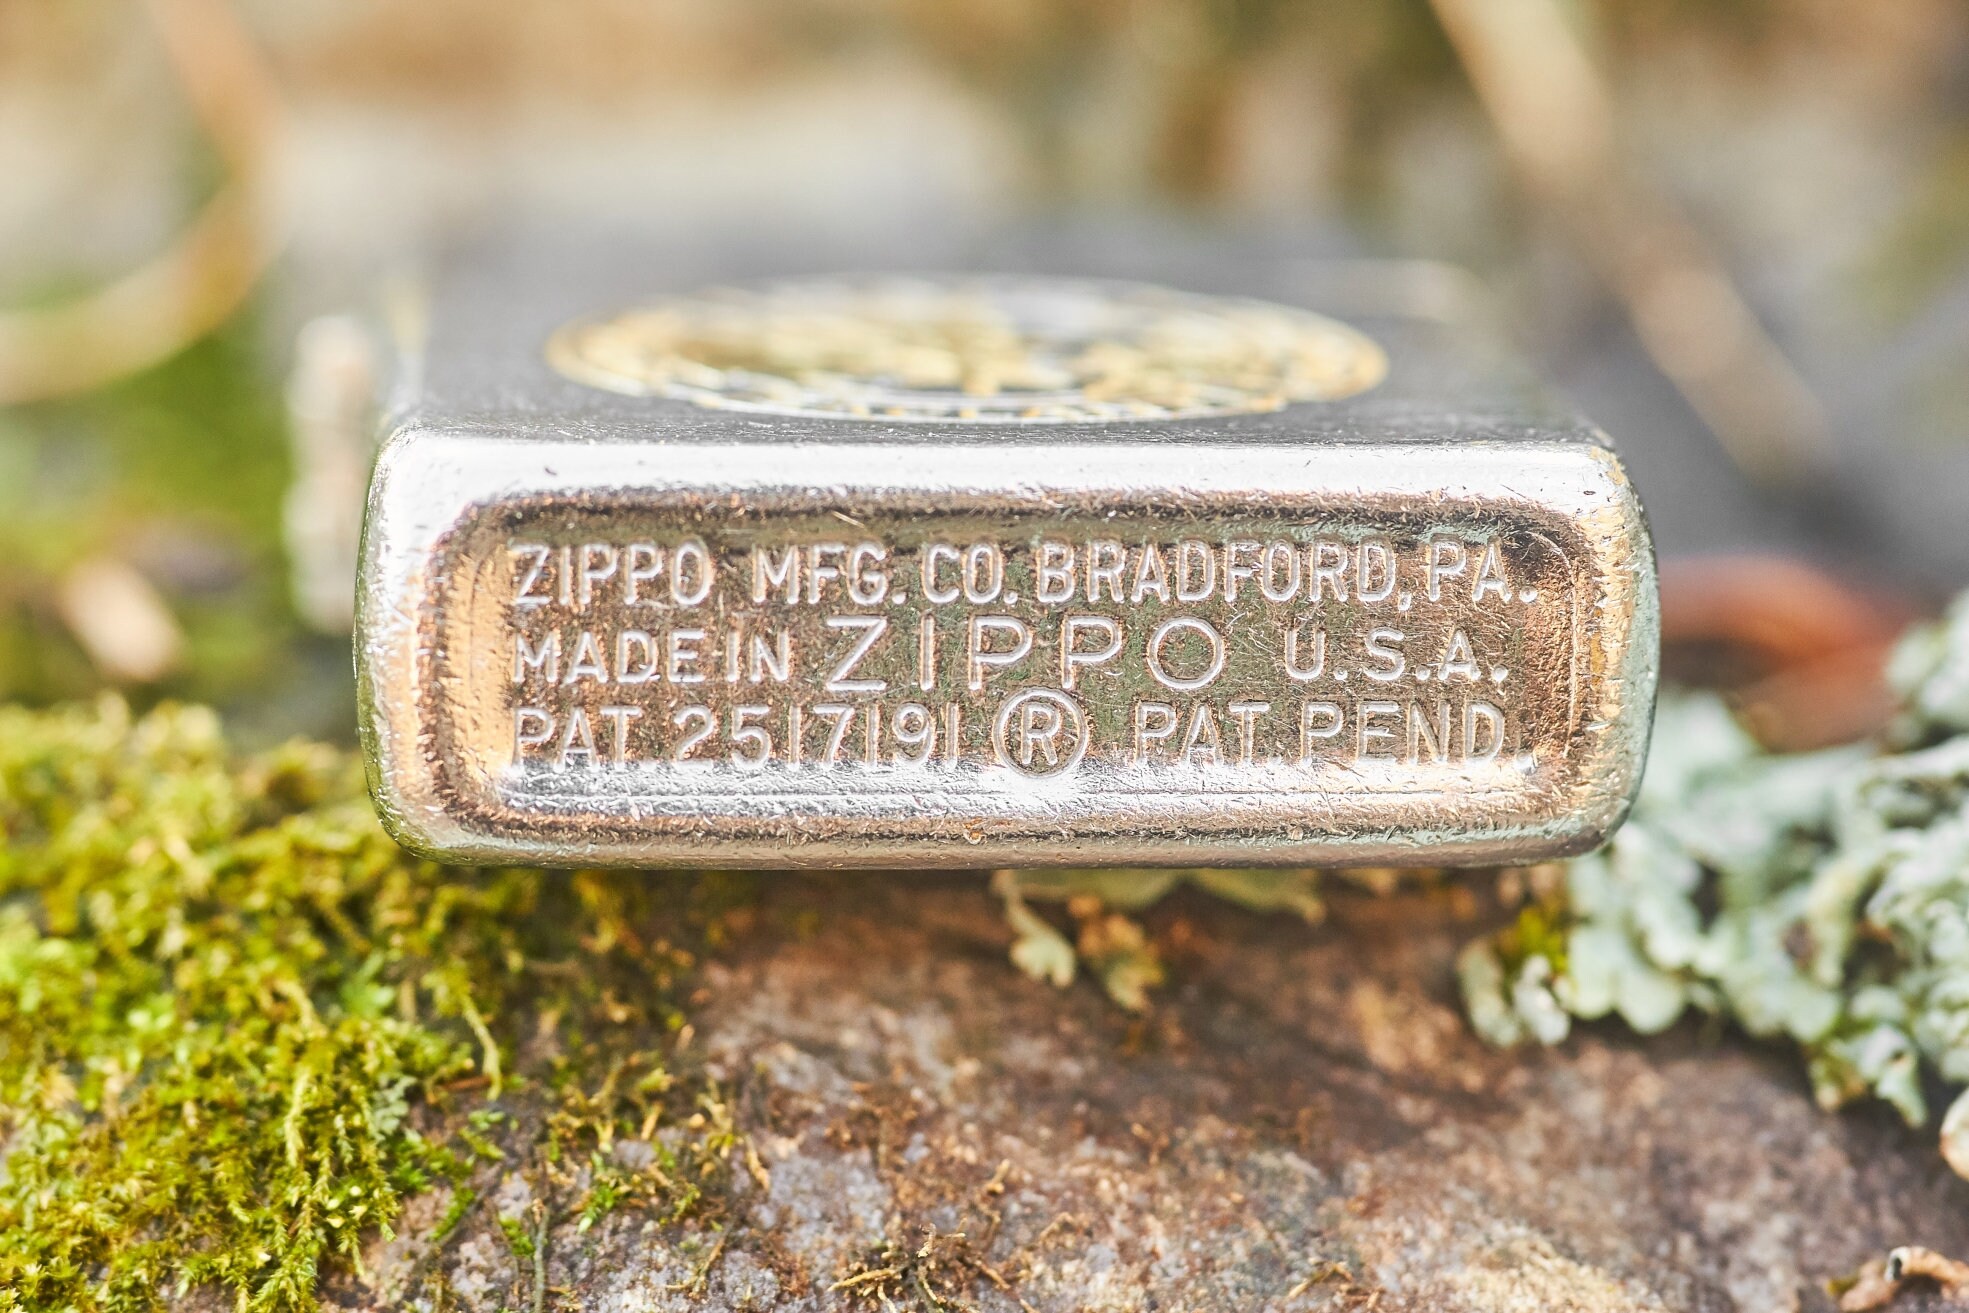 ZIPPO MFG. CO. BRADFORD, PA.
MADE IN ZIPPO U.S.A.
PAT. 2517191 ® PAT. PEND.